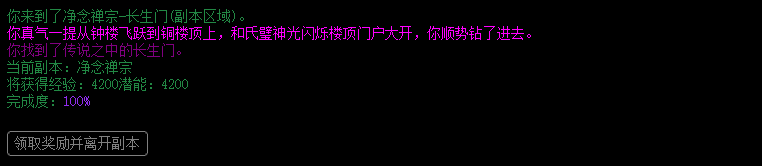 你来到了净念禅宗-长生门(副本区域)。
你真气一提从钟楼飞跃到铜楼顶上，和氏璧神光闪烁楼顶门户大开，你顺势钻了进去。
你找到了传说之中的长生门。
当前副本：净念禅宗
将获得经验：4200潜能：4200
完成度：100%
领取奖励并离开副本